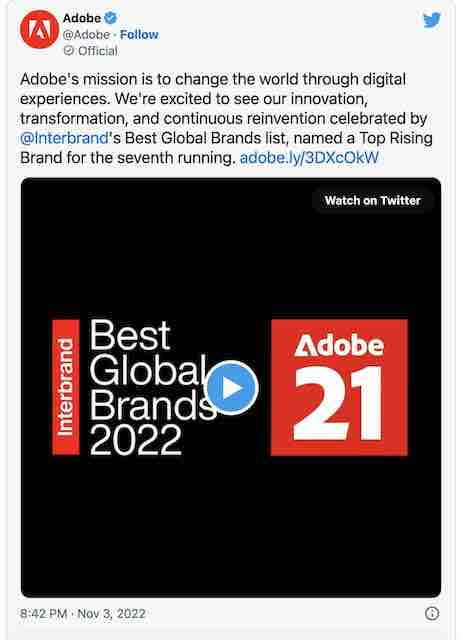 Adobe
@Adobe · Follow
Official
Adobe's mission is to change the world through digital
experiences. We're excited to see our innovation,
transformation, and continuous reinvention celebrated by
@Interbrand's Best Global Brands list, named a Top Rising
Brand for the seventh running. adobe.ly/3DXcOkW
Watch on Twitter
Interbrand
Best
Global
Brands
2022
Adobe
21
8:42 PM · Nov 3, 2022